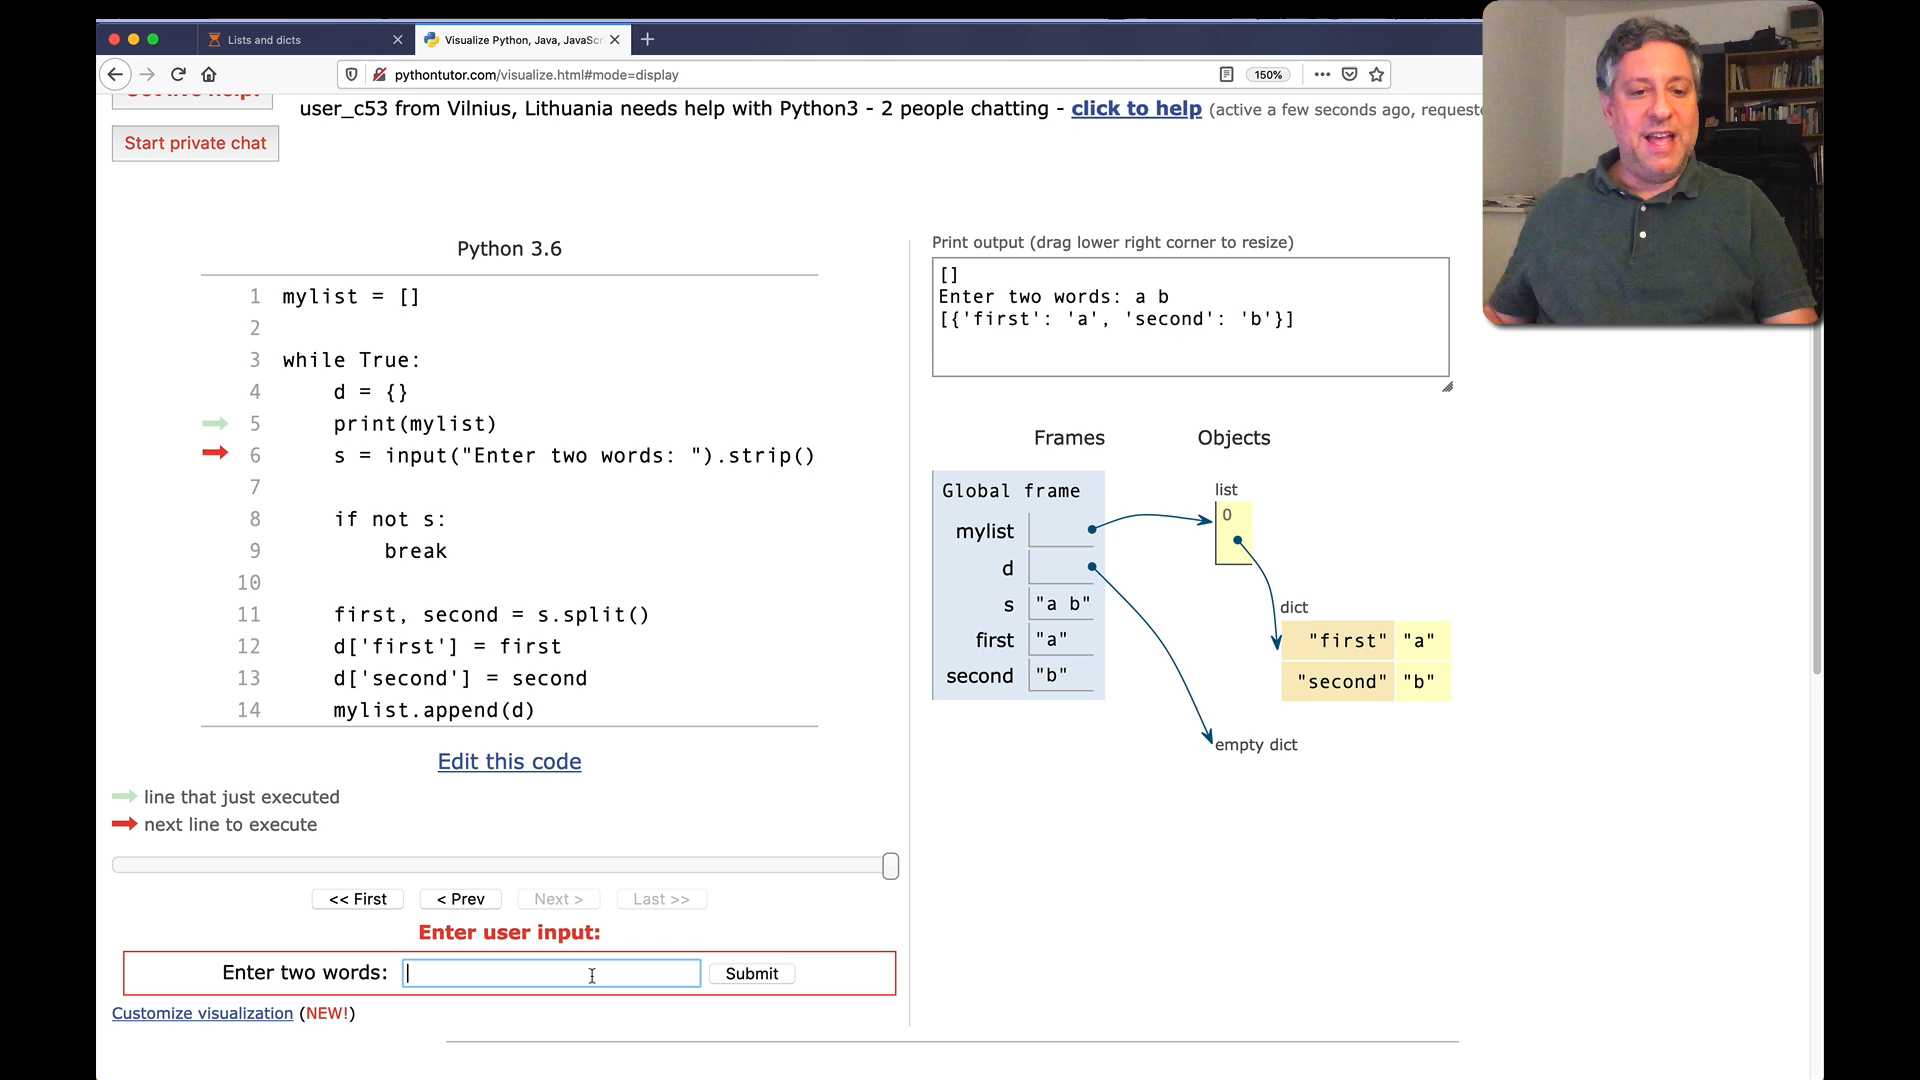 Lists and dicts
Visualize Python, Java, JavaSc
pythontutor.com/visualize.html#mode=display
150%
user_c53 from Vilnius, Lithuania needs help with Python3 - 2 people chatting - click to help (active a few seconds ago, requeste
Start private chat
Python 3.6
1 mylist = []
2
3 while True:
4 d = {}
5 print(mylist)
6 s = input("Enter two words: ").strip()
7
8 if not s:
9 break
10
11 first, second = s.split()
12 d['first'] = first
13 d['second'] = second
14 mylist.append(d)
Edit this code
line that just executed
next line to execute
<< First
< Prev
Next >
Last >>
Enter user input:
Enter two words:
Submit
Customize visualization (NEW!)
Print output (drag lower right corner to resize)
[]
Enter two words: a b
[{'first': 'a', 'second': 'b'}]
Frames
Objects
Global frame
mylist
d
s "a b"
first "a"
second "b"
list
0
dict
"first" "a"
"second" "b"
empty dict